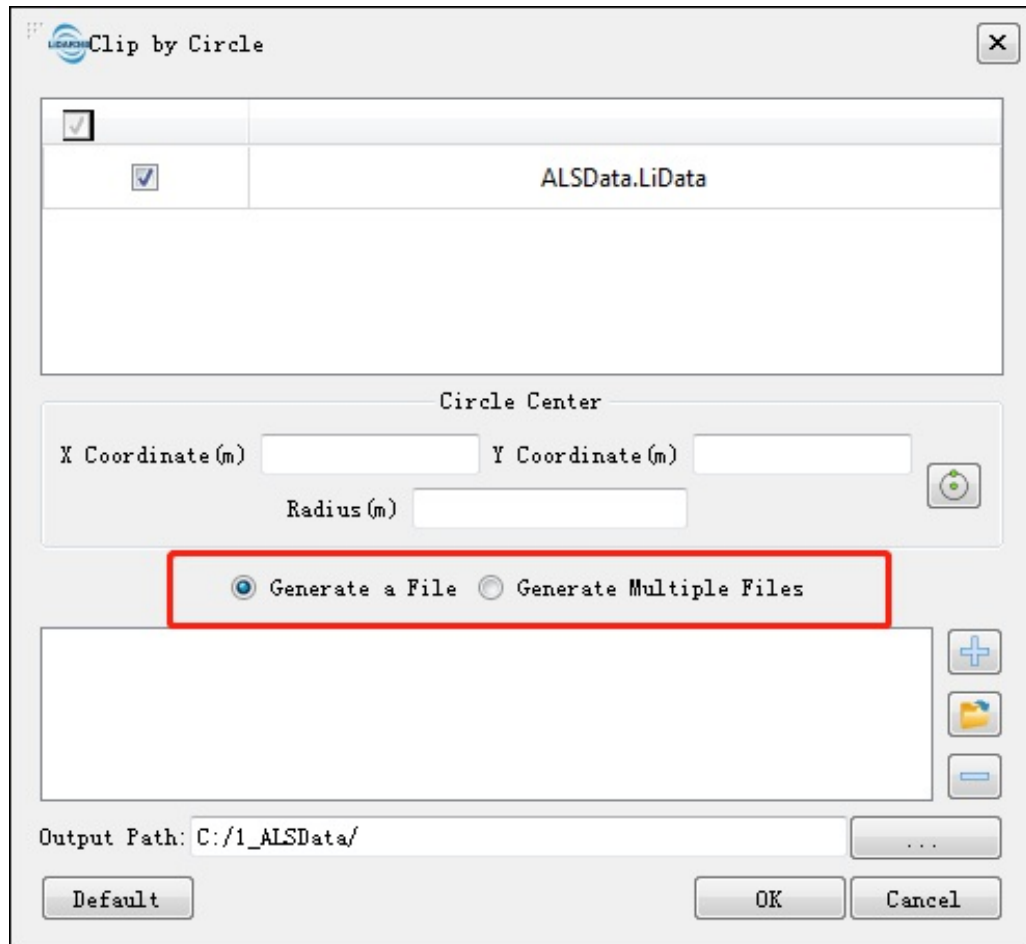 Clip by Circle
ALSData.LiData
Circle Center
X Coordinate(m) Y Coordinate(m)
Radius(m)
Generate a File Generate Multiple Files
Output Path: C:/1_ALSData/ ...
Default OK Cancel